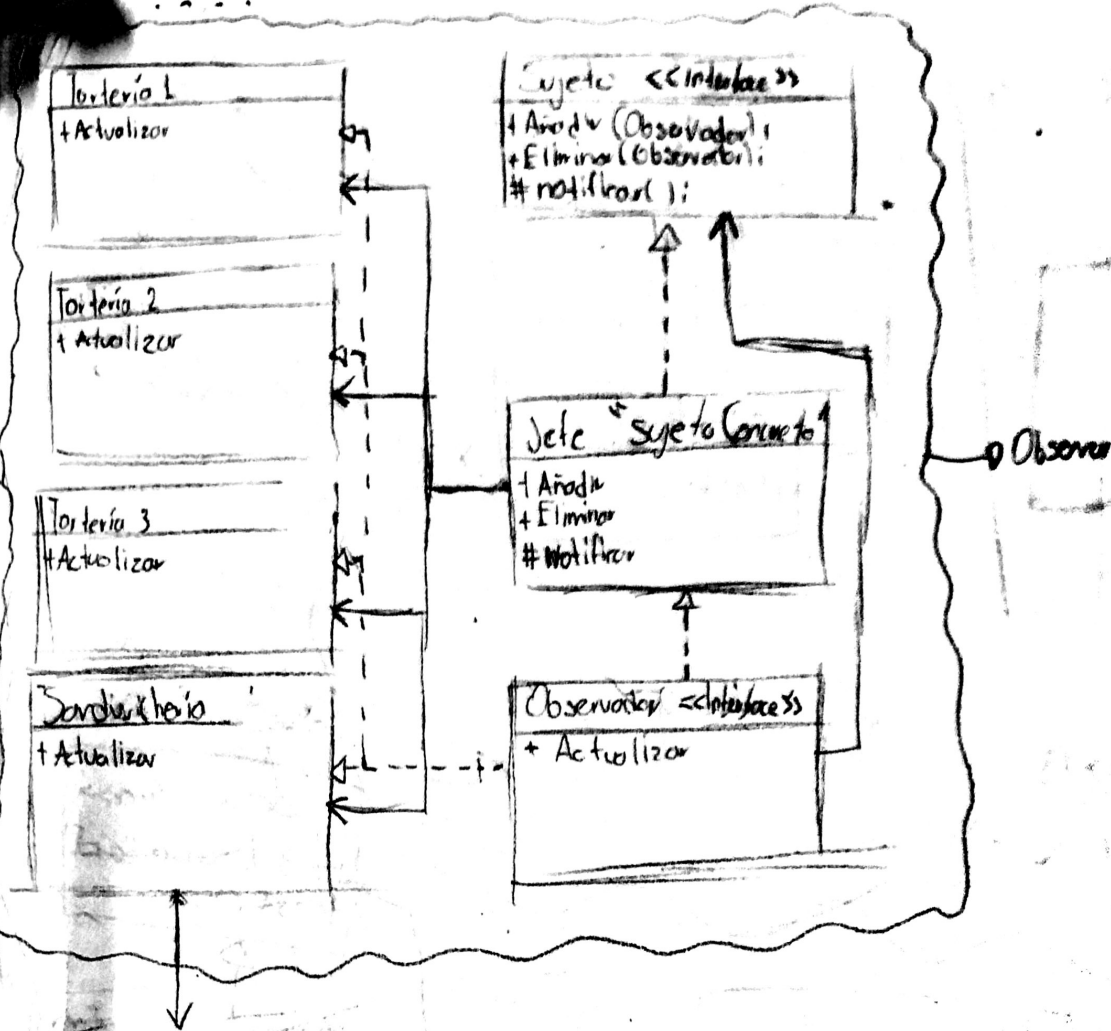 Tortería 1
+ Actualizar
Tortería 2
+ Actualizar
Tortería 3
+ Actualizar
+ Actualizar
Sujeto <<Interface>>
+ Añadir (Observador);
+ Eliminar (Observador);
# notificar( );
Jefe "Sujeto Concreto"
+ Añadir
+ Eliminar
# Notificar
Observador <<Interface>>
+ Actualizar
Observer